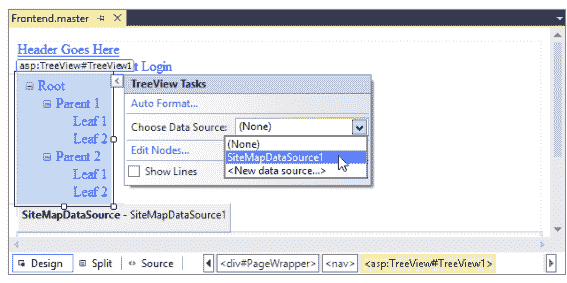 Frontend.master
Header Goes Here
asp:TreeView#TreeView1
t Login
Root
Parent 1
Leaf 1
Leaf 2
Parent 2
Leaf 1
Leaf 2
TreeView Tasks
Auto Format...
Choose Data Source: (None)
(None)
SiteMapDataSource1
<New data source...>
Edit Nodes...
Show Lines
SiteMapDataSource - SiteMapDataSource1
Design Split Source <div#PageWrapper> <nav> <asp:TreeView#TreeView1>